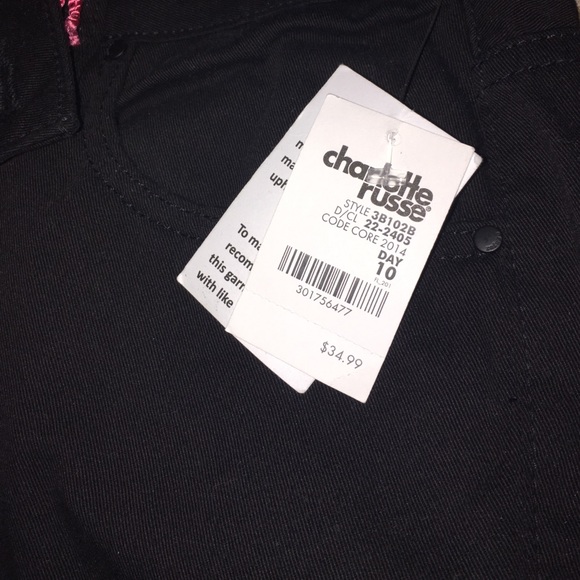 charlotte
russe®
STYLE 3B102B
D/CL 22-2405
CODE CORE 2014
DAY
10
301756477
$34.99
To ma
recom
this garr
with like